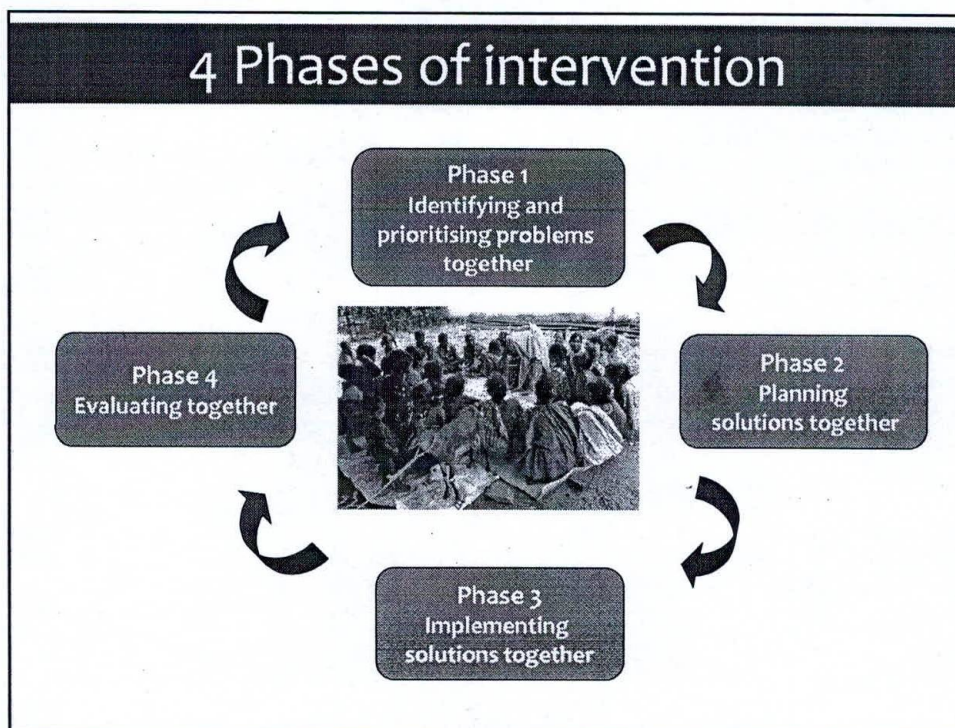 4 Phases of intervention
Phase 1
Identifying and
prioritising problems
together
Phase 2
Planning
solutions together
Phase 3
Implementing
solutions together
Phase 4
Evaluating together